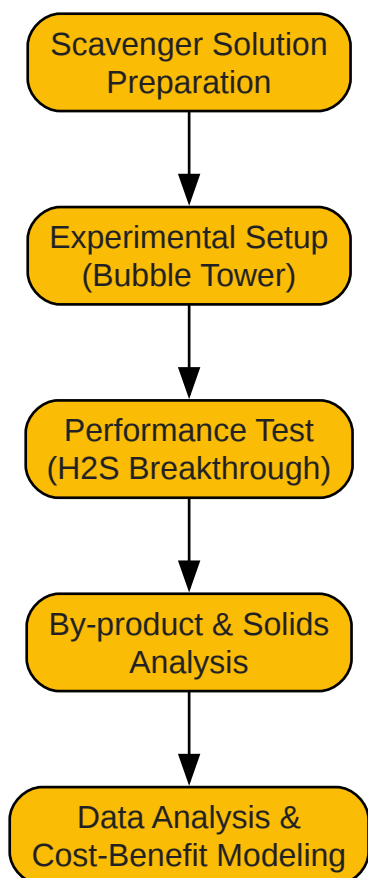 Scavenger Solution
Preparation
Experimental Setup
(Bubble Tower)
Performance Test
(H2S Breakthrough)
By-product & Solids
Analysis
Data Analysis &
Cost-Benefit Modeling